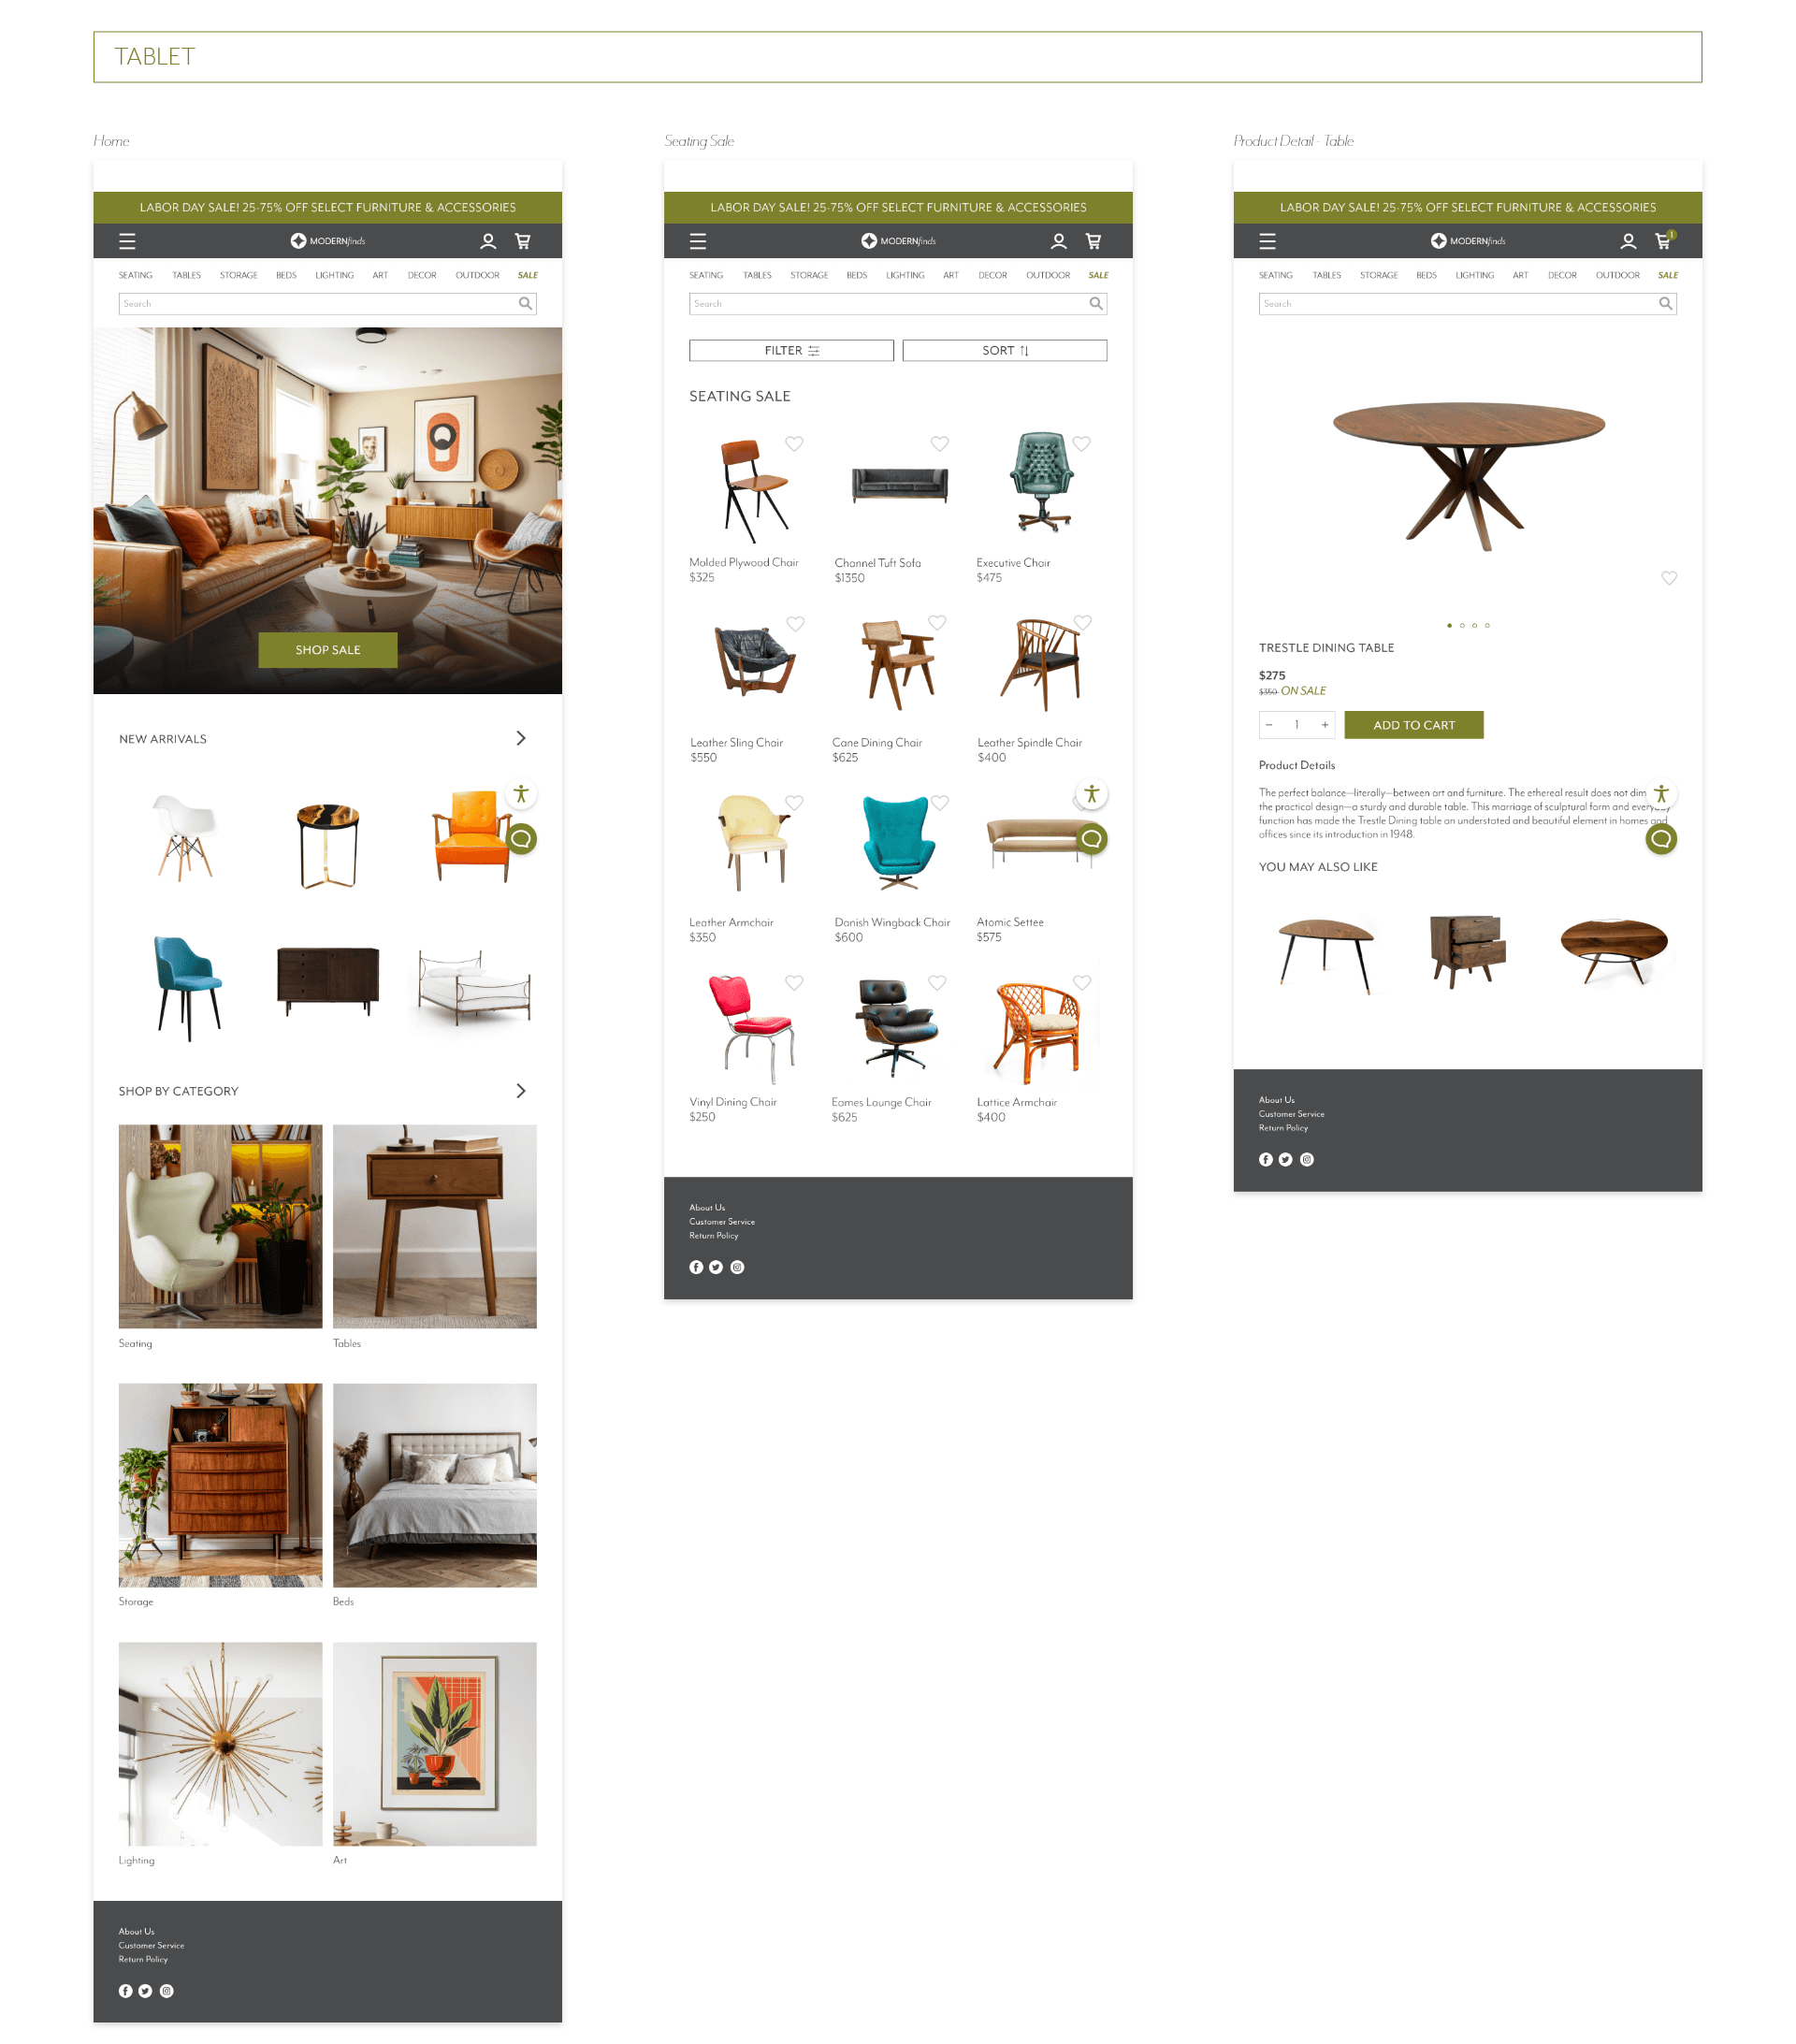 TABLET
Home
LABOR DAY SALE! 25-75% OFF SELECT FURNITURE & ACCESSORIES
MODERNfinds
SEATING TABLES STORAGE BEDS LIGHTING ART DECOR OUTDOOR SALE
Search
SHOP SALE
NEW ARRIVALS
SHOP BY CATEGORY
Seating Tables
Storage Beds
Lighting Art
About Us
Customer Service
Return Policy
Seating Sale
LABOR DAY SALE! 25-75% OFF SELECT FURNITURE & ACCESSORIES
MODERNfinds
SEATING TABLES STORAGE BEDS LIGHTING ART DECOR OUTDOOR SALE
Search
FILTER SORT
SEATING SALE
Molded Plywood Chair Channel Tuft Sofa Executive Chair
$325 $1350 $475
Leather Sling Chair Cane Dining Chair Leather Spindle Chair
$550 $625 $400
Leather Armchair Danish Wingback Chair Atomic Settee
$350 $600 $575
Vinyl Dining Chair Eames Lounge Chair Lattice Armchair
$250 $625 $400
About Us
Customer Service
Return Policy
Product Detail - Table
LABOR DAY SALE! 25-75% OFF SELECT FURNITURE & ACCESSORIES
MODERNfinds 1
SEATING TABLES STORAGE BEDS LIGHTING ART DECOR OUTDOOR SALE
Search
TRESTLE DINING TABLE
$275
$350 ON SALE
− 1 + ADD TO CART
Product Details
The perfect balance—literally—between art and furniture. The ethereal result does not dim
the practical design—a sturdy and durable table. This marriage of sculptural form and everyday
function has made the Trestle Dining table an understated and beautiful element in homes and
offices since its introduction in 1948.
YOU MAY ALSO LIKE
About Us
Customer Service
Return Policy